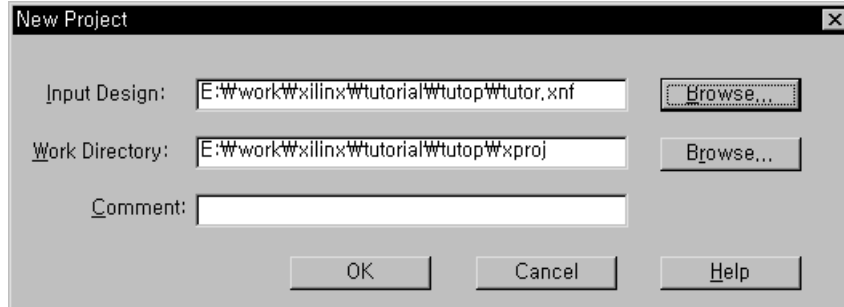 New Project
Input Design: E:₩work₩xilinx₩tutorial₩tutop₩tutor.xnf Browse...
Work Directory: E:₩work₩xilinx₩tutorial₩tutop₩xproj Browse...
Comment:
OK Cancel Help